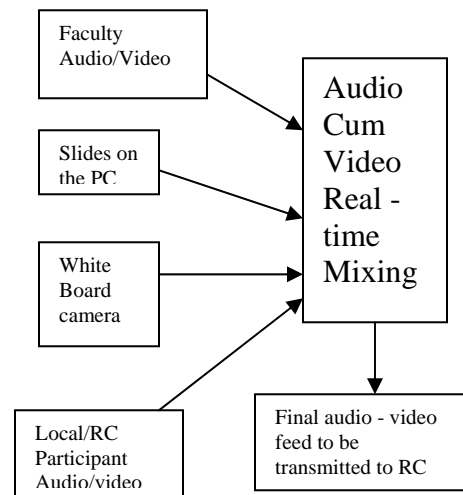 Faculty
Audio/Video
Slides on
the PC
White
Board
camera
Local/RC
Participant
Audio/video
Audio
Cum
Video
Real -
time
Mixing
Final audio - video
feed to be
transmitted to RC